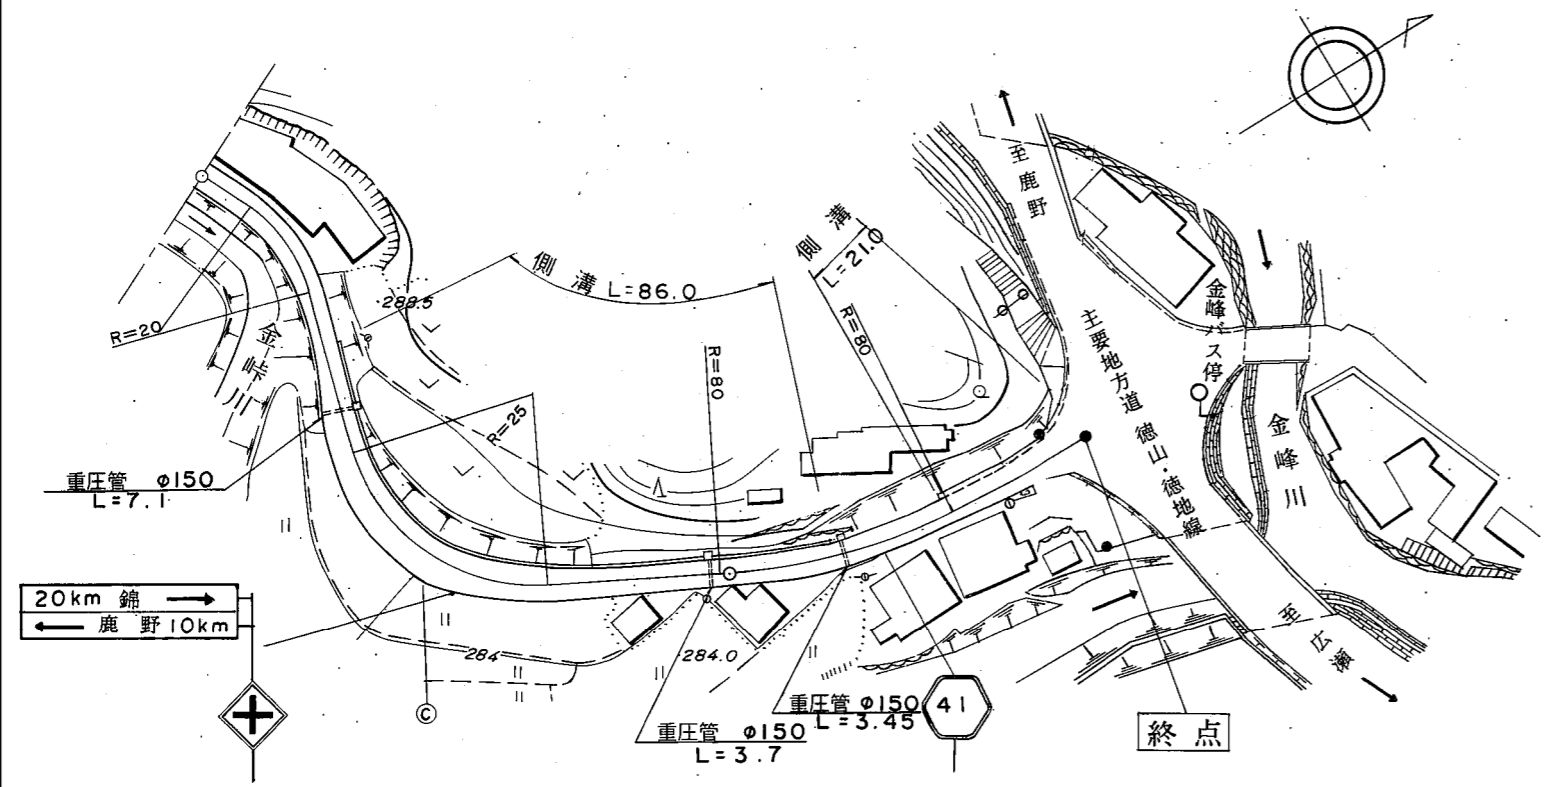 至鹿野
側溝 L=21.0
側溝 L=86.0
288.5
R=20
金峠川
R=80
R=80
R=25
主要地方道 徳山・徳地線
金峰バス停
金峰川
重圧管 φ150
L=7.1
20km 錦 →
← 鹿野 10km
284
284.0
C
重圧管 φ150
L=3.7
重圧管 φ150
L=3.45
41
至広瀬
終点